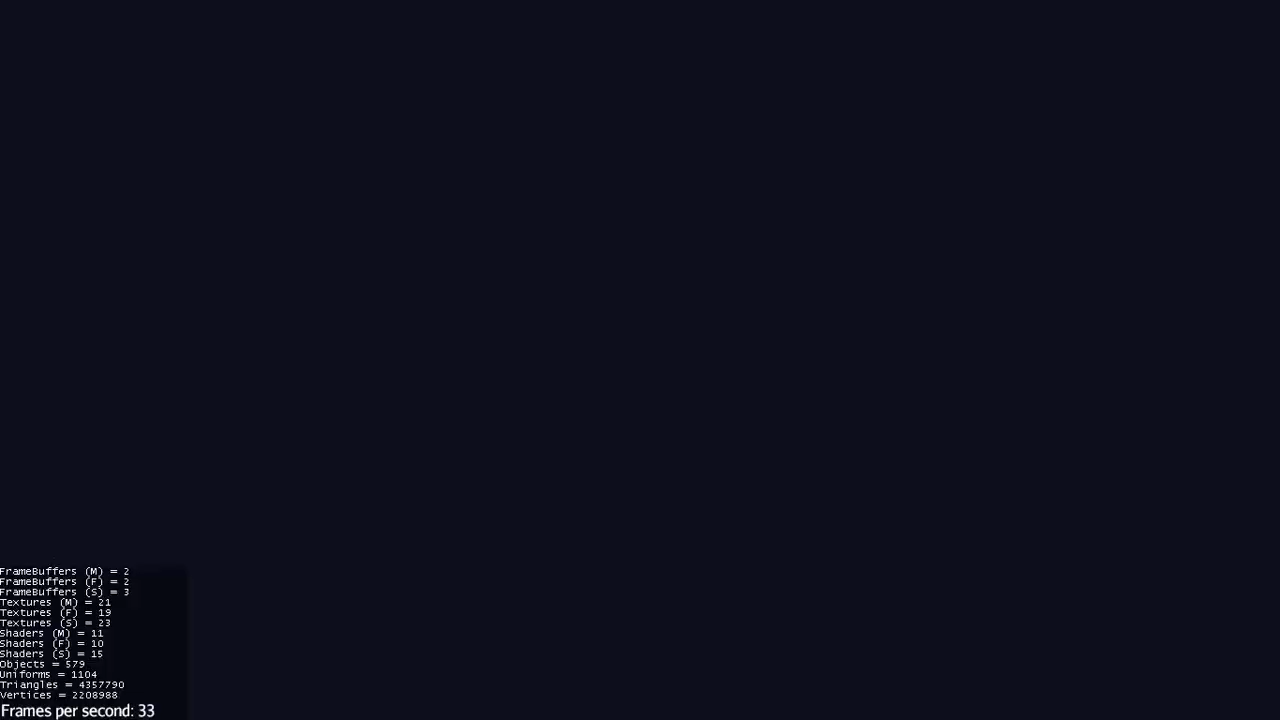 FrameBuffers (M) = 2
FrameBuffers (F) = 2
FrameBuffers (S) = 3
Textures (M) = 21
Textures (F) = 19
Textures (S) = 23
Shaders (M) = 11
Shaders (F) = 10
Shaders (S) = 15
Objects = 579
Uniforms = 1104
Triangles = 4357790
Vertices = 2208988
Frames per second: 33